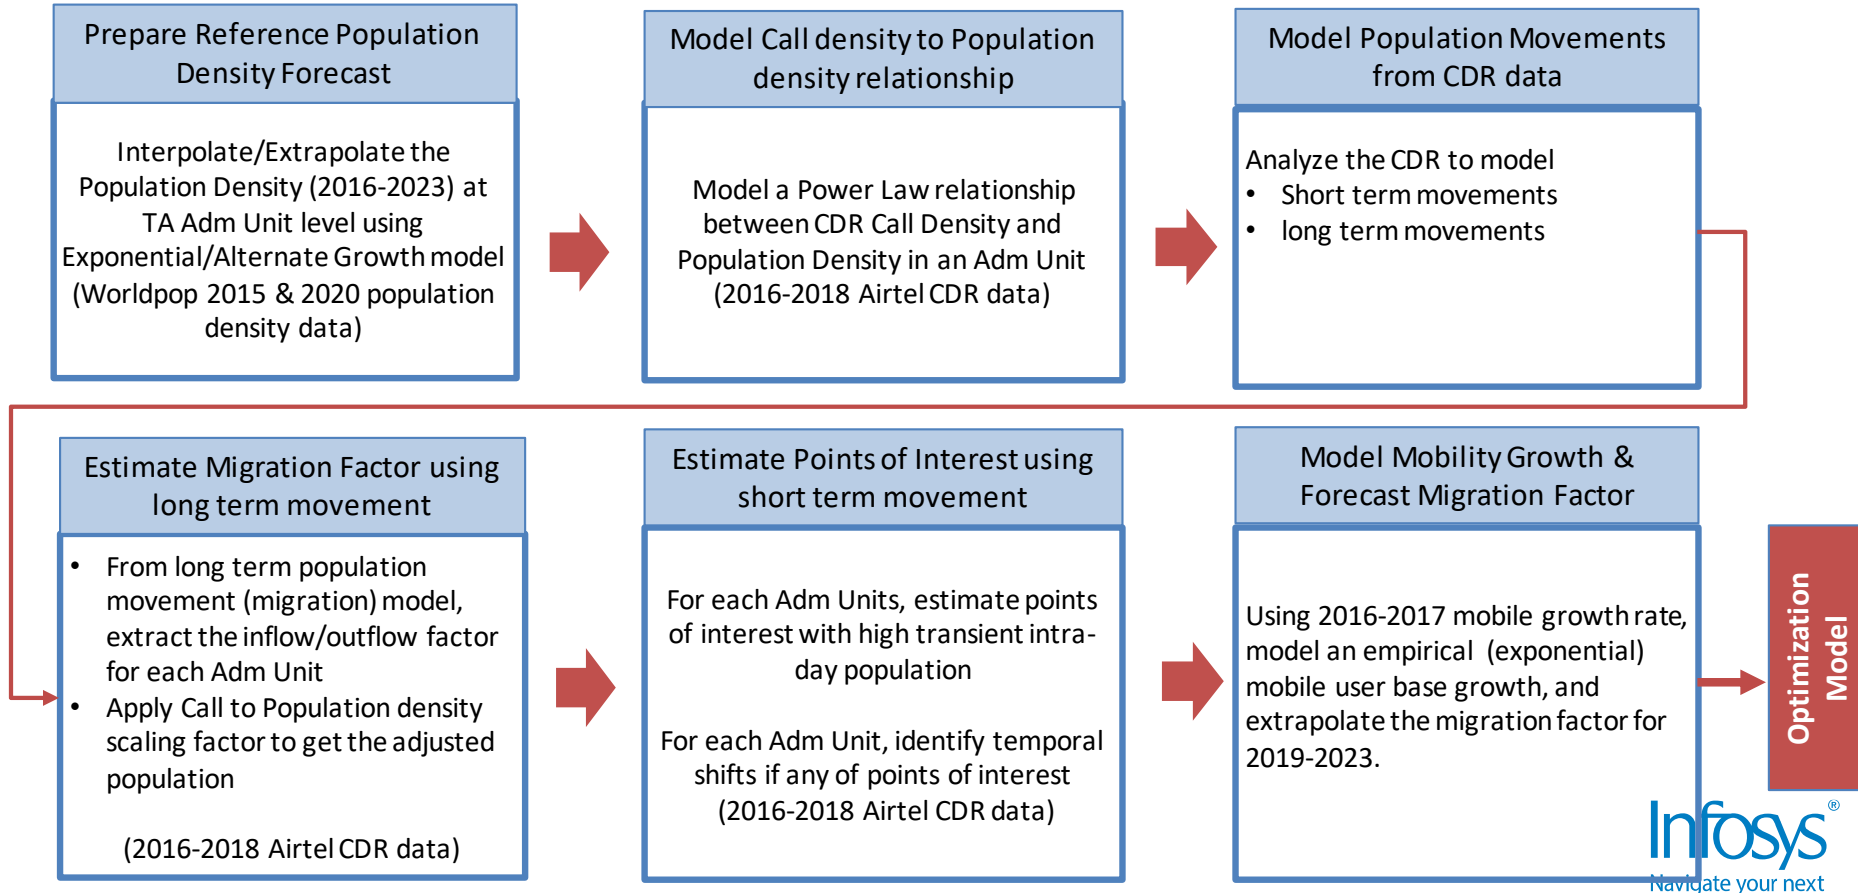 Prepare Reference Population
Density Forecast
Interpolate/Extrapolate the
Population Density (2016-2023) at
TA Adm Unit level using
Exponential/Alternate Growth model
(Worldpop 2015 & 2020 population
density data)
Model Call density to Population
density relationship
Model a Power Law relationship
between CDR Call Density and
Population Density in an Adm Unit
(2016-2018 Airtel CDR data)
Model Population Movements
from CDR data
Analyze the CDR to model
• Short term movements
• long term movements
Estimate Migration Factor using
long term movement
• From long term population
movement (migration) model,
extract the inflow/outflow factor
for each Adm Unit
• Apply Call to Population density
scaling factor to get the adjusted
population
(2016-2018 Airtel CDR data)
Estimate Points of Interest using
short term movement
For each Adm Units, estimate points
of interest with high transient intra-
day population
For each Adm Unit, identify temporal
shifts if any of points of interest
(2016-2018 Airtel CDR data)
Model Mobility Growth &
Forecast Migration Factor
Using 2016-2017 mobile growth rate,
model an empirical (exponential)
mobile user base growth, and
extrapolate the migration factor for
2019-2023.
Optimization
Model
Infosys®
Navigate your next